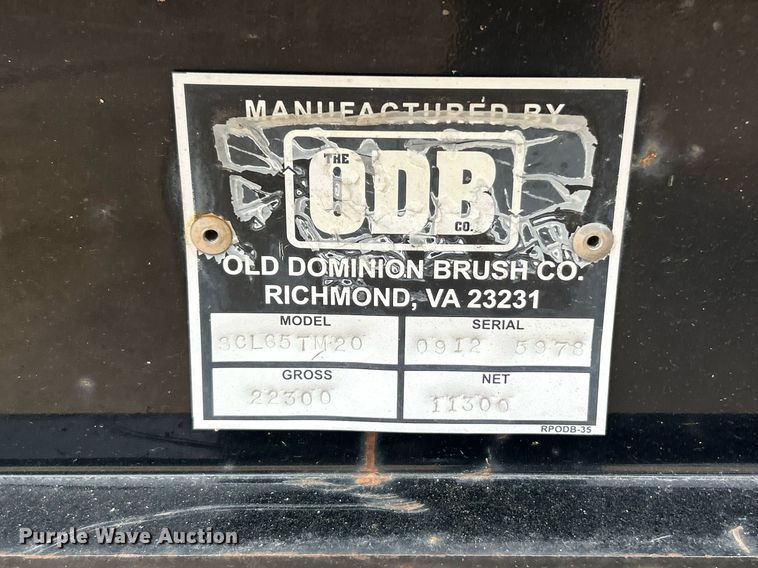 MANUFACTURED BY
THE
ODB
CO.
OLD DOMINION BRUSH CO.
RICHMOND, VA 23231
MODEL SERIAL
SCL65TM20 0912 5978
GROSS NET
22300 11300
RPODB-35
Purple Wave Auction